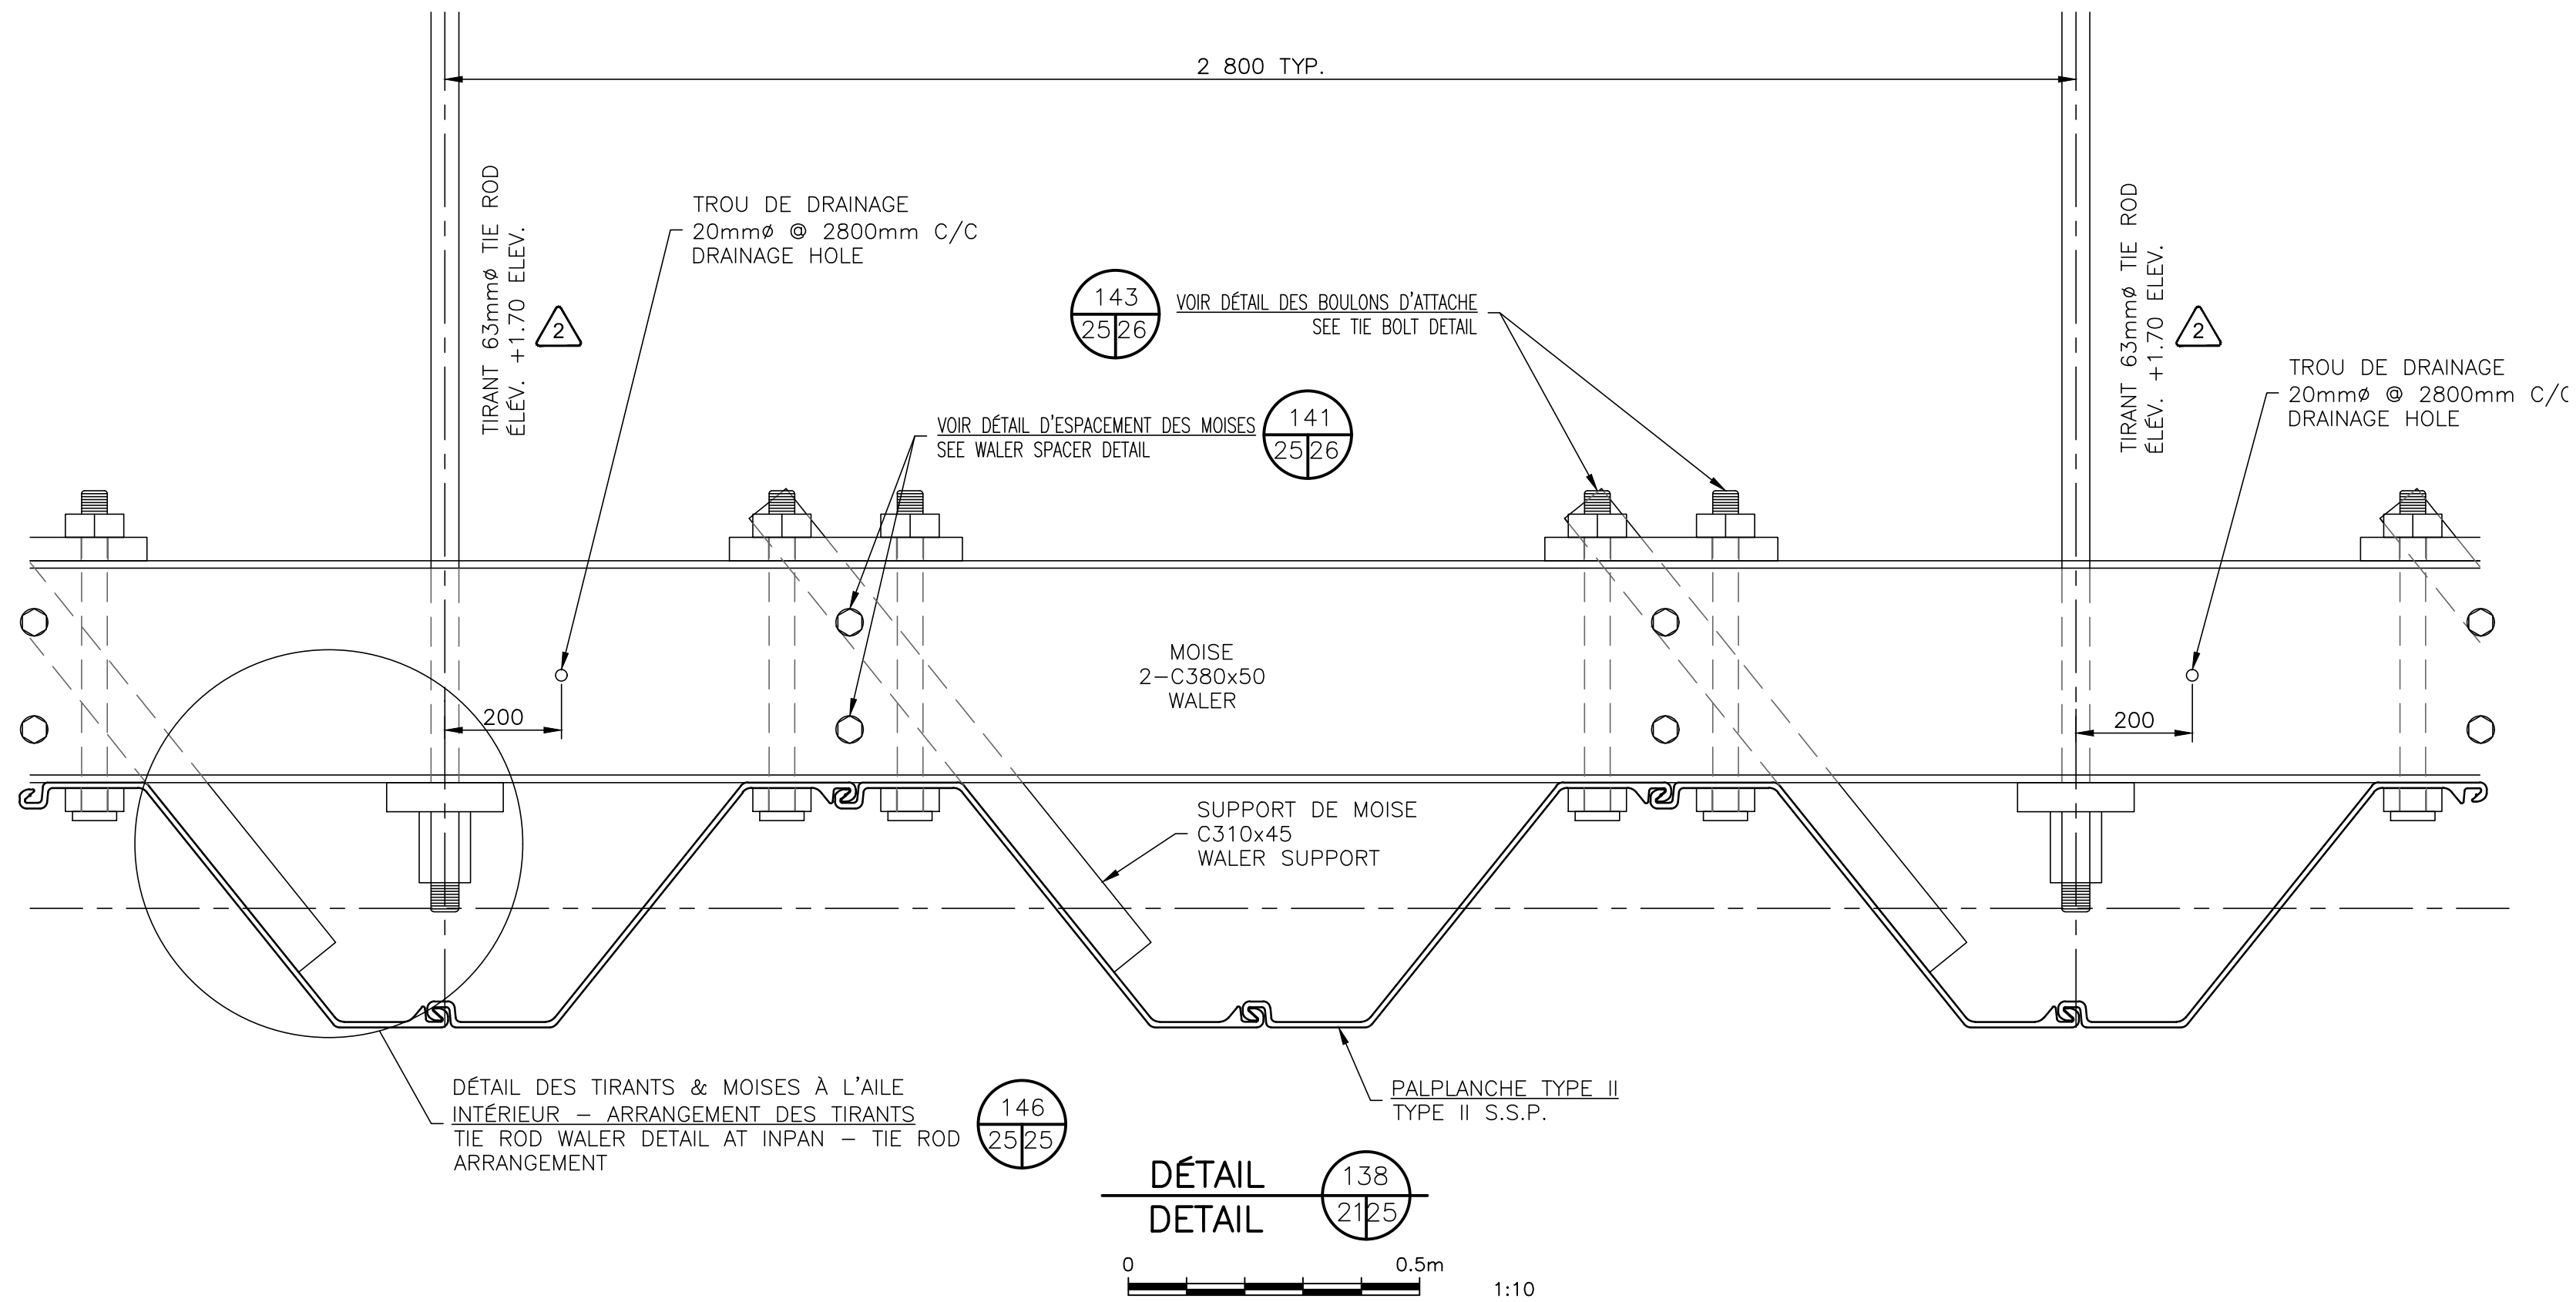 2 800 TYP.
TIRANT 63mmø TIE ROD
ÉLÉV. +1.70 ELEV.
2
TROU DE DRAINAGE
20mmø @ 2800mm C/C
DRAINAGE HOLE
143
25 26
VOIR DÉTAIL DES BOULONS D'ATTACHE
SEE TIE BOLT DETAIL
VOIR DÉTAIL D'ESPACEMENT DES MOISES
SEE WALER SPACER DETAIL
141
25 26
TIRANT 63mmø TIE ROD
ÉLÉV. +1.70 ELEV.
2
TROU DE DRAINAGE
20mmø @ 2800mm C/C
DRAINAGE HOLE
MOISE
2-C380x50
WALER
200
200
SUPPORT DE MOISE
C310x45
WALER SUPPORT
DÉTAIL DES TIRANTS & MOISES À L'AILE
INTÉRIEUR – ARRANGEMENT DES TIRANTS
TIE ROD WALER DETAIL AT INPAN – TIE ROD
ARRANGEMENT
146
25 25
PALPLANCHE TYPE II
TYPE II S.S.P.
DÉTAIL
DETAIL
138
21 25
0 0.5m
1:10